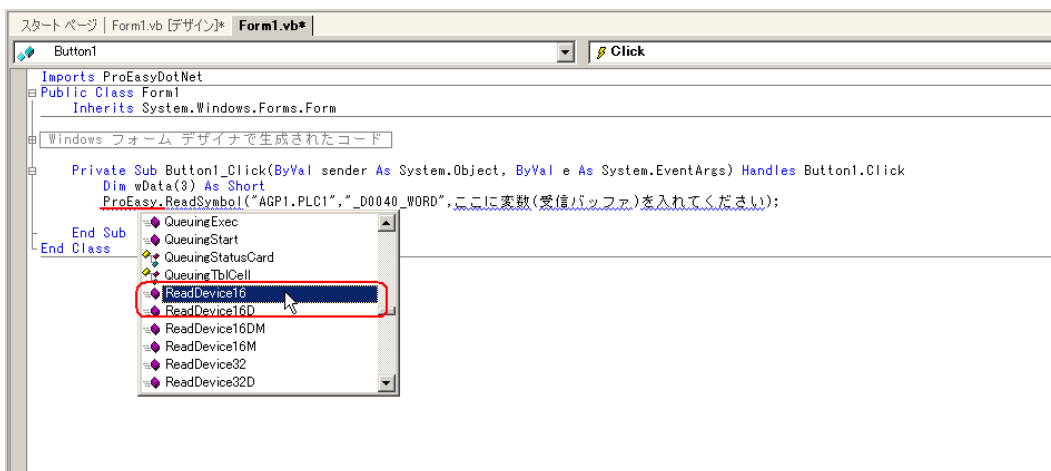 スタート ページ | Form1.vb [デザイン]* Form1.vb*
Button1 Click
Imports ProEasyDotNet
Public Class Form1
Inherits System.Windows.Forms.Form
Windows フォーム デザイナで生成されたコード
Private Sub Button1_Click(ByVal sender As System.Object, ByVal e As System.EventArgs) Handles Button1.Click
Dim wData(3) As Short
ProEasy.ReadSymbol("AGP1.PLC1","_D0040_WORD",ここに変数(受信バッファ)を入れてください);
QueuingExec
End Sub QueuingStart
End Class QueuingStatusCard
QueuingTblCell
ReadDevice16
ReadDevice16D
ReadDevice16DM
ReadDevice16M
ReadDevice32
ReadDevice32D